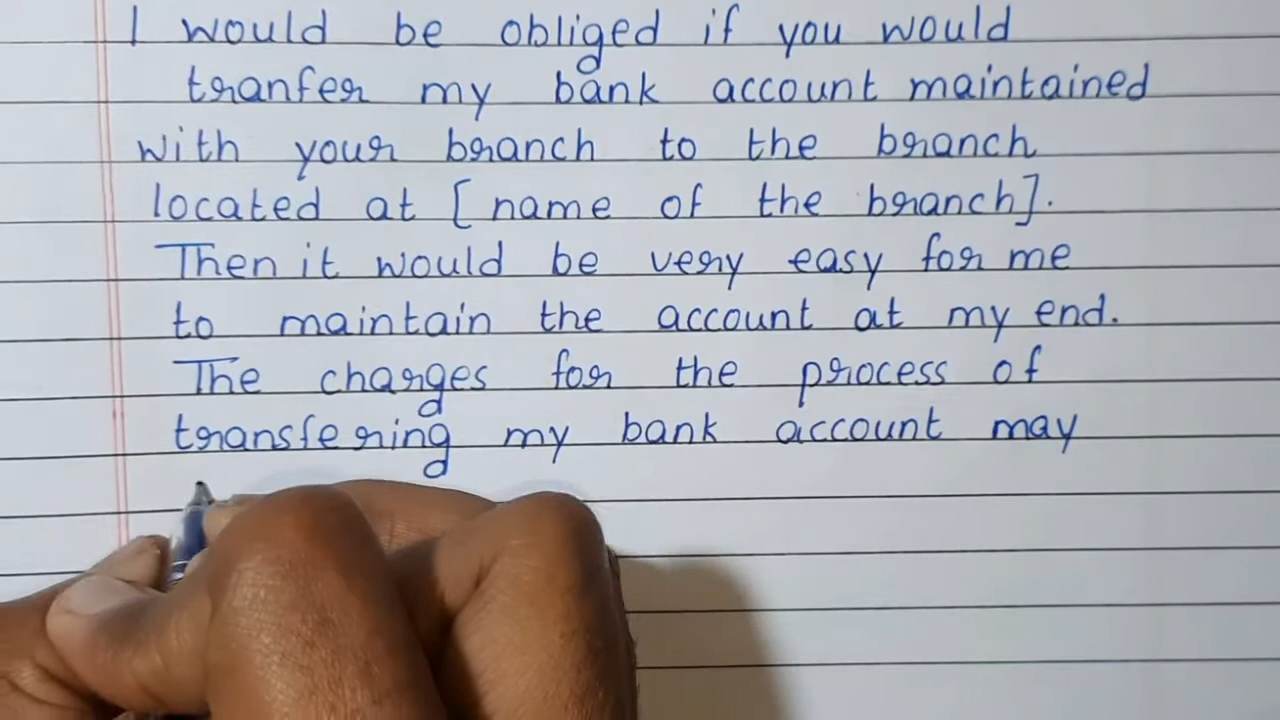 I would be obliged if you would
tranfer my bank account maintained
with your branch to the branch
located at [name of the branch].
Then it would be very easy for me
to maintain the account at my end.
The charges for the process of
transfering my bank account may